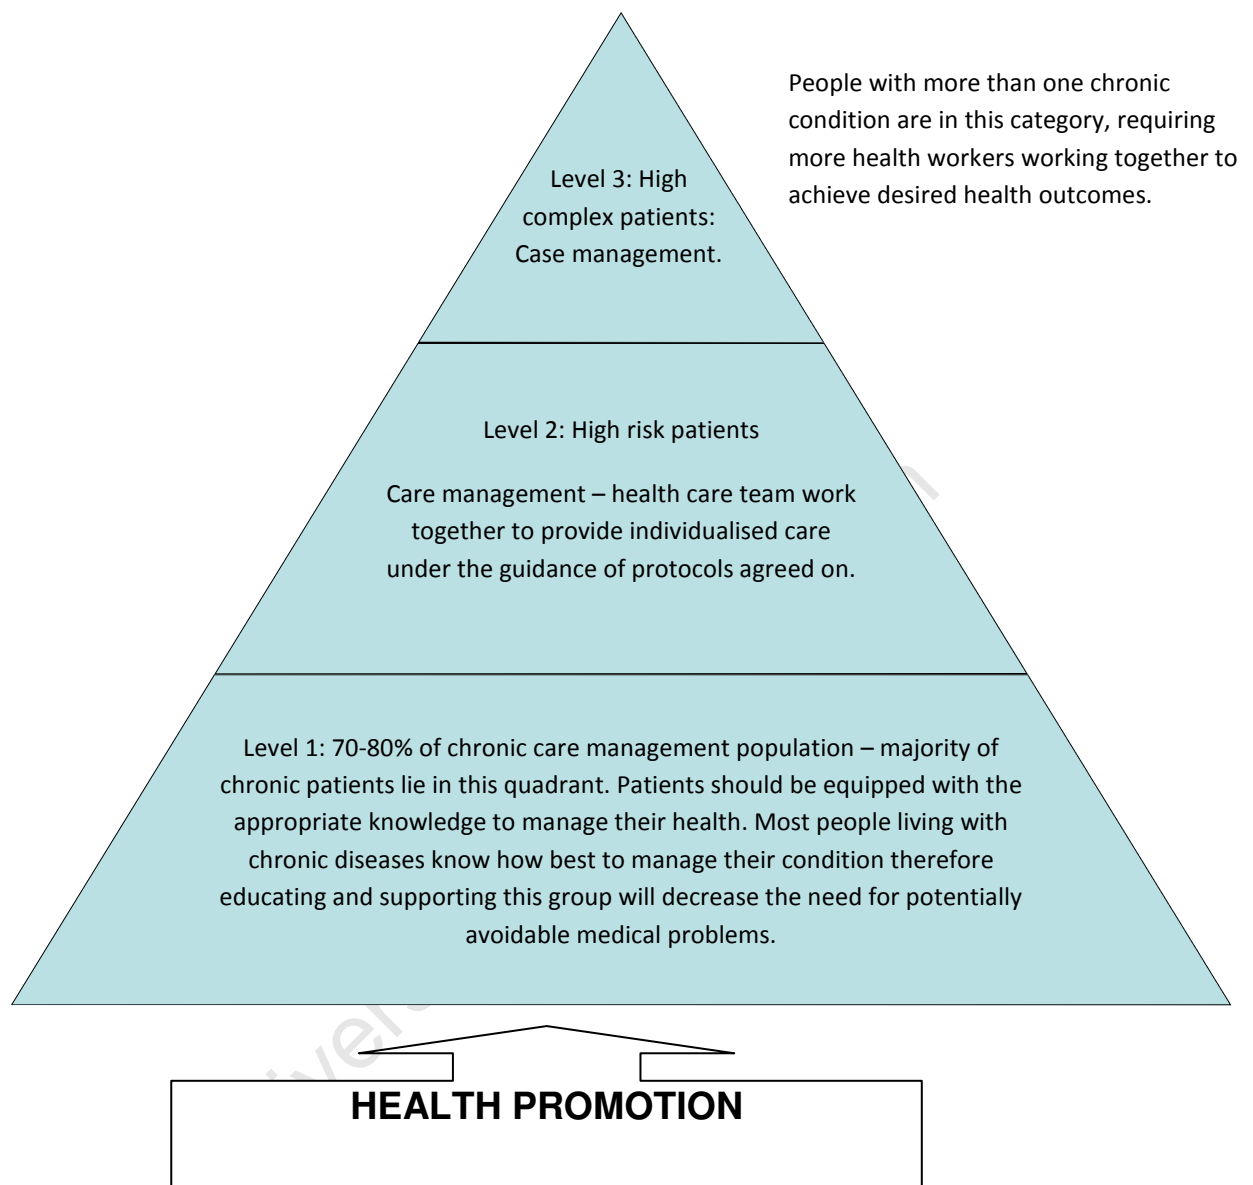 People with more than one chronic
condition are in this category, requiring
more health workers working together to
achieve desired health outcomes.
Level 3: High
complex patients:
Case management.
Level 2: High risk patients
Care management – health care team work
together to provide individualised care
under the guidance of protocols agreed on.
Level 1: 70-80% of chronic care management population – majority of
chronic patients lie in this quadrant. Patients should be equipped with the
appropriate knowledge to manage their health. Most people living with
chronic diseases know how best to manage their condition therefore
educating and supporting this group will decrease the need for potentially
avoidable medical problems.
HEALTH PROMOTION